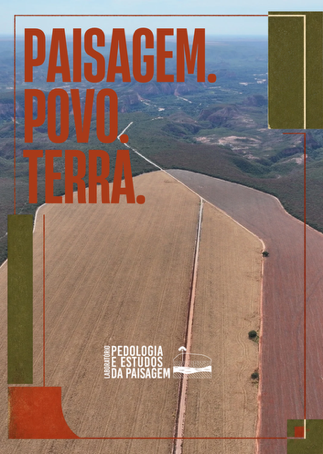 PAISAGEM.
POVO.
TERRA.
LABORATÓRIO
PEDOLOGIA
E ESTUDOS
DA PAISAGEM